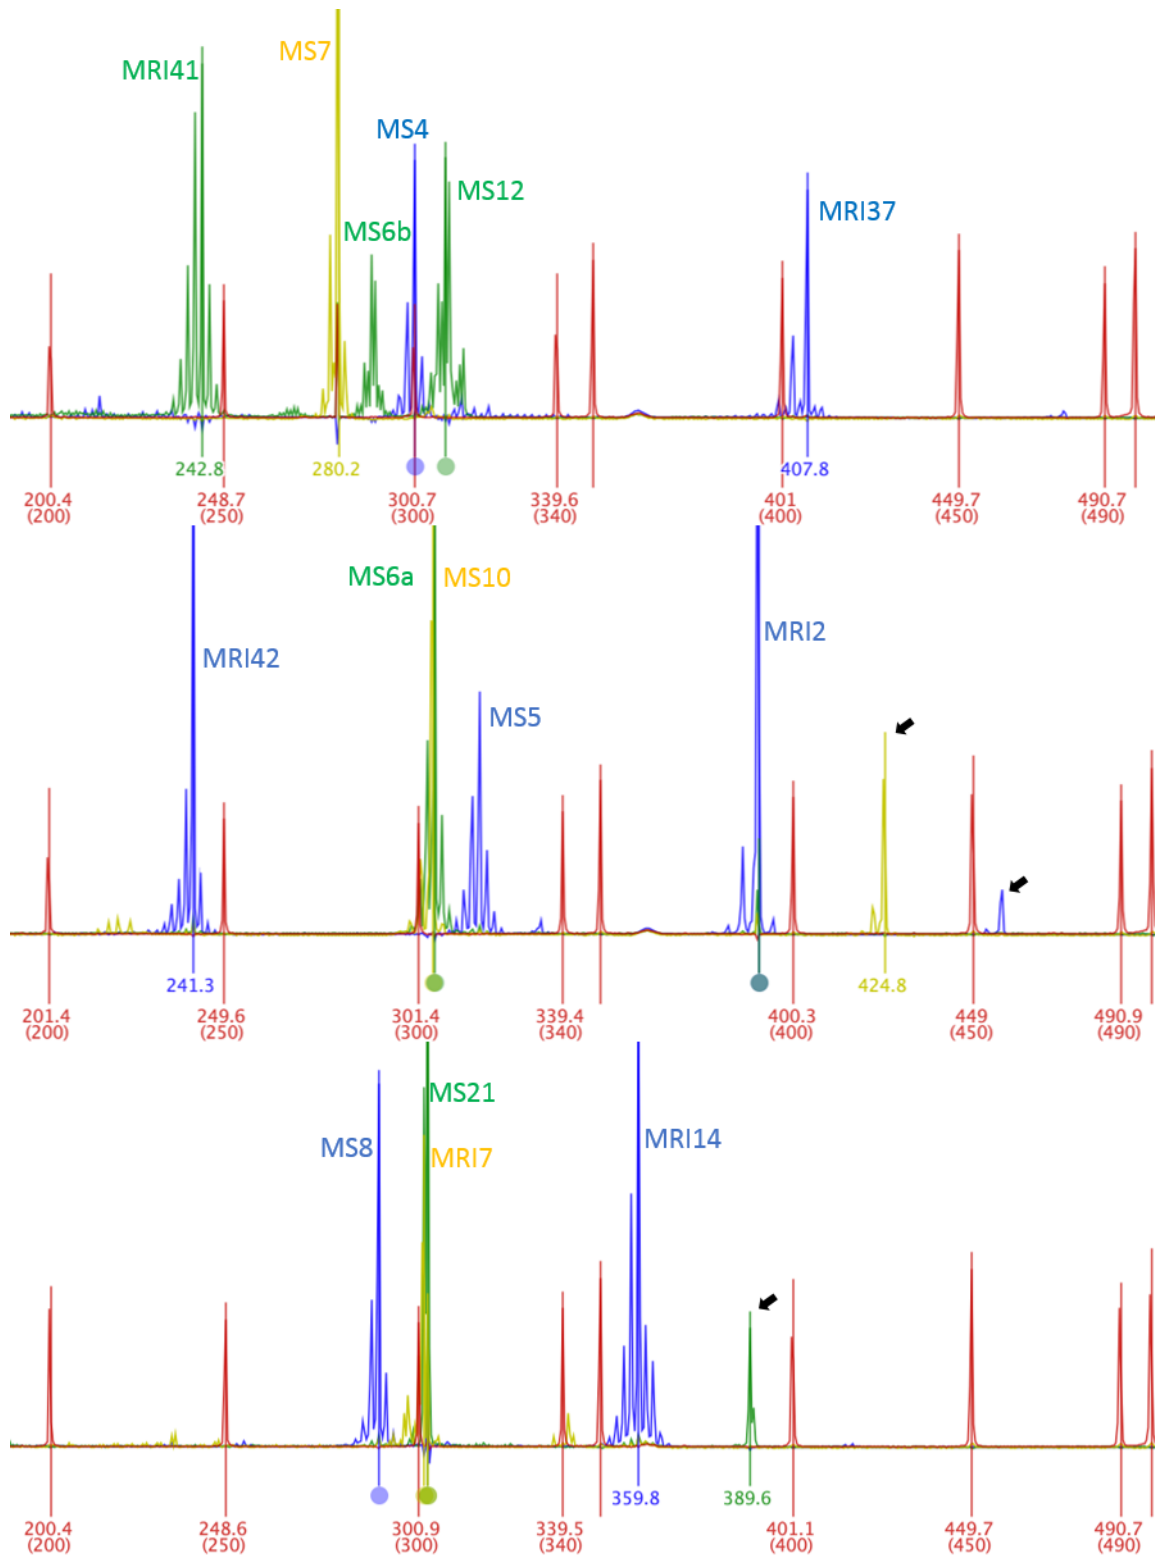 MS7
MRI41
MS4
MS12
MRI37
MS6b
242.8 280.2 407.8
200.4 248.7 300.7 339.6 401 449.7 490.7
(200) (250) (300) (340) (400) (450) (490)
MS6a MS10
MRI2
MRI42
MS5
241.3 424.8
201.4 249.6 301.4 339.4 400.3 449 490.9
(200) (250) (300) (340) (400) (450) (490)
MS21
MS8 MRI14
MRI7
359.8 389.6
200.4 248.6 300.9 339.5 401.1 449.7 490.7
(200) (250) (300) (340) (400) (450) (490)